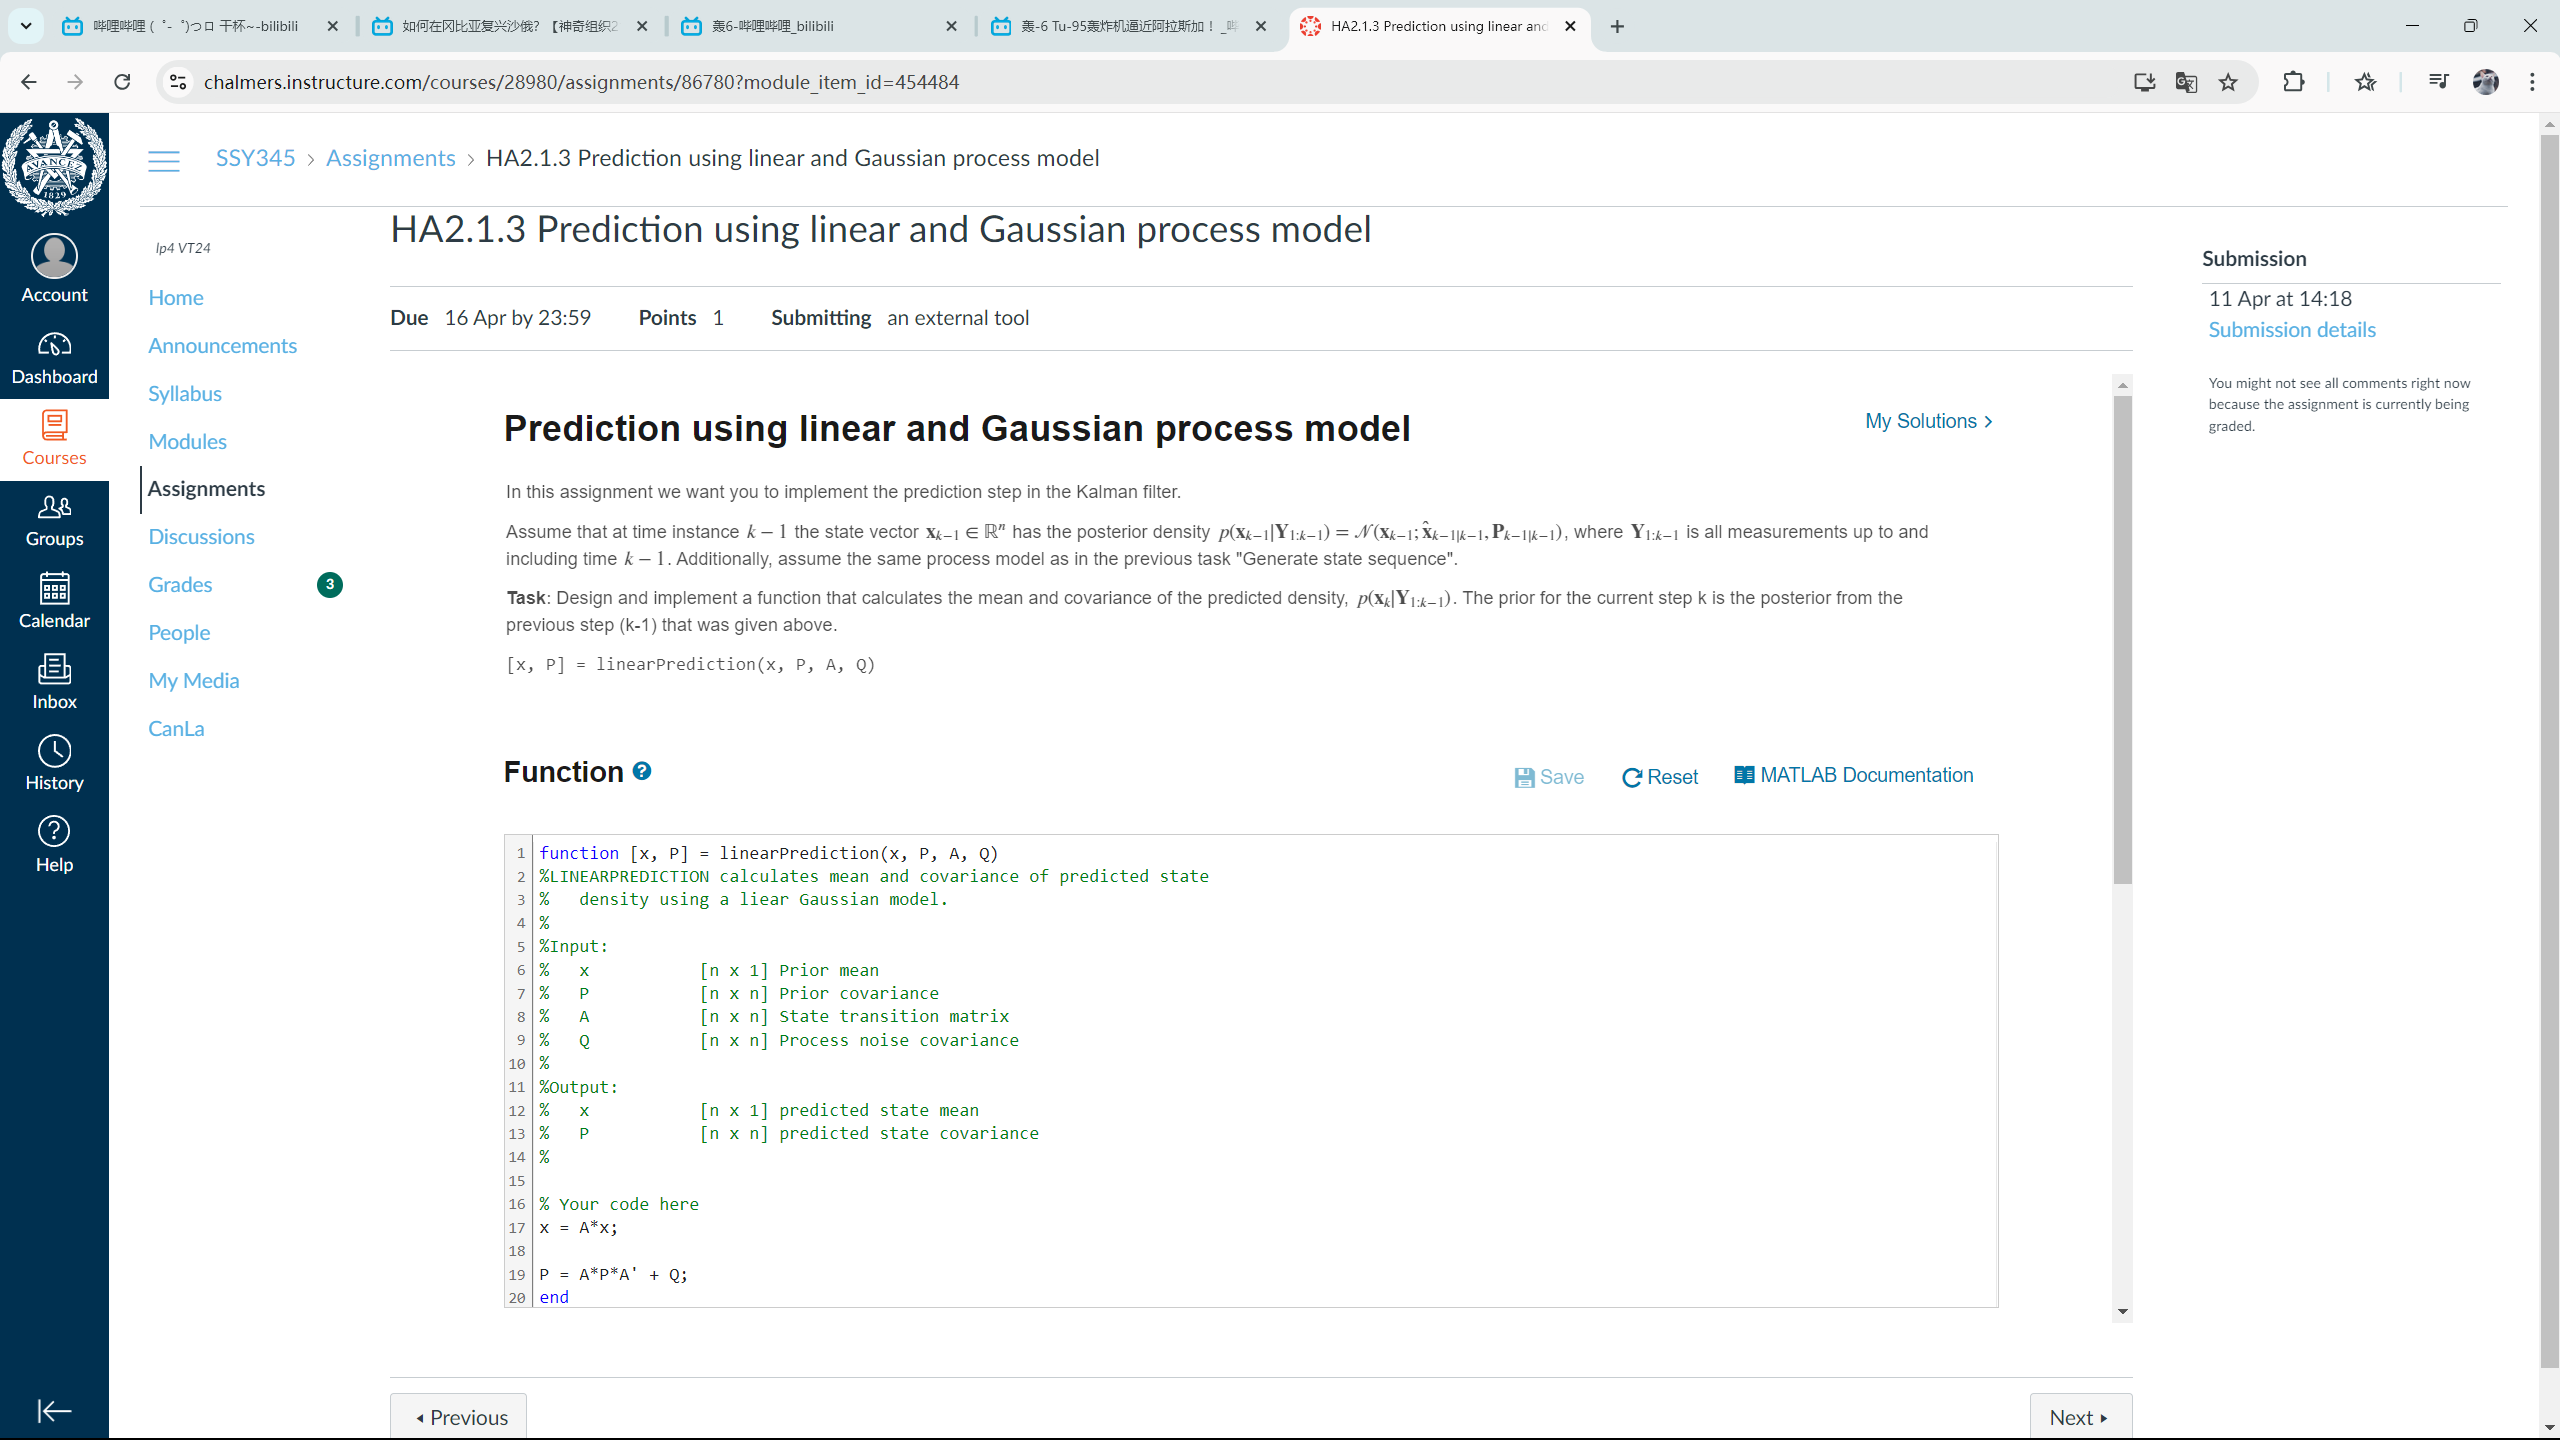 哔哩哔哩 (゜-゜)つロ 干杯~-bilibili
如何在冈比亚复兴沙俄？【神奇组织2
轰6-哔哩哔哩_bilibili
轰-6 Tu-95轰炸机逼近阿拉斯加！_哔
HA2.1.3 Prediction using linear and
chalmers.instructure.com/courses/28980/assignments/86780?module_item_id=454484
AVANCEZ
1829
Account
Dashboard
Courses
Groups
Calendar
Inbox
History
Help
SSY345 › Assignments › HA2.1.3 Prediction using linear and Gaussian process model
lp4 VT24
Home
Announcements
Syllabus
Modules
Assignments
Discussions
Grades 3
People
My Media
CanLa
HA2.1.3 Prediction using linear and Gaussian process model
Due 16 Apr by 23:59 Points 1 Submitting an external tool
Submission
11 Apr at 14:18
Submission details
You might not see all comments right now
because the assignment is currently being
graded.
Prediction using linear and Gaussian process model
My Solutions >
In this assignment we want you to implement the prediction step in the Kalman filter.
Assume that at time instance k − 1 the state vector x_{k−1} ∈ ℝⁿ has the posterior density p(x_{k−1}|Y_{1:k−1}) = 𝒩(x_{k−1}; x̂_{k−1|k−1}, P_{k−1|k−1}), where Y_{1:k−1} is all measurements up to and
including time k − 1. Additionally, assume the same process model as in the previous task "Generate state sequence".
Task: Design and implement a function that calculates the mean and covariance of the predicted density, p(x_k|Y_{1:k−1}). The prior for the current step k is the posterior from the
previous step (k-1) that was given above.
[x, P] = linearPrediction(x, P, A, Q)
Function ?
Save
Reset
MATLAB Documentation
1 function [x, P] = linearPrediction(x, P, A, Q)
2 %LINEARPREDICTION calculates mean and covariance of predicted state
3 %   density using a liear Gaussian model.
4 %
5 %Input:
6 %   x           [n x 1] Prior mean
7 %   P           [n x n] Prior covariance
8 %   A           [n x n] State transition matrix
9 %   Q           [n x n] Process noise covariance
10 %
11 %Output:
12 %   x           [n x 1] predicted state mean
13 %   P           [n x n] predicted state covariance
14 %
15
16 % Your code here
17 x = A*x;
18
19 P = A*P*A' + Q;
20 end
◂ Previous
Next ▸